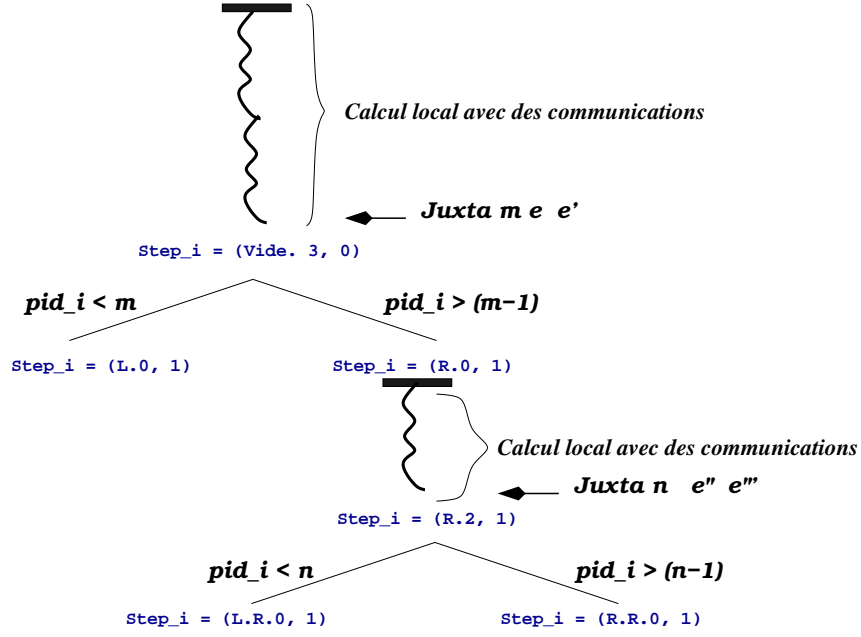 Calcul local avec des communications
Juxta m e e'
Step_i = (Vide. 3, 0)
pid_i < m
pid_i > (m−1)
Step_i = (L.0, 1)
Step_i = (R.0, 1)
Calcul local avec des communications
Juxta n e'' e'''
Step_i = (R.2, 1)
pid_i < n
pid_i > (n−1)
Step_i = (L.R.0, 1)
Step_i = (R.R.0, 1)